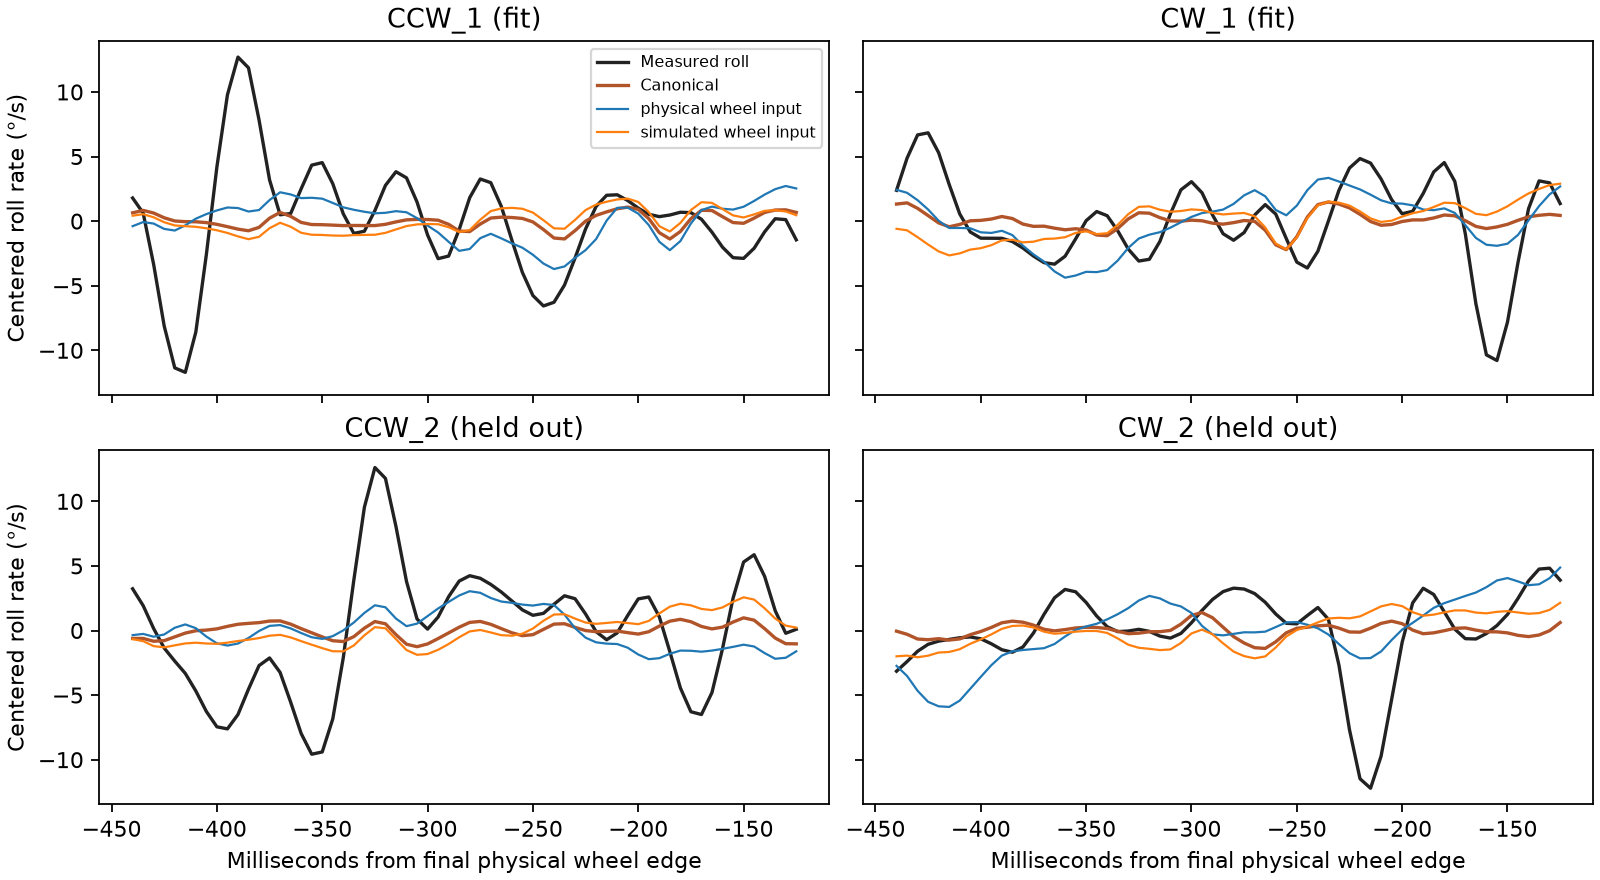 CCW_1 (fit)
CW_1 (fit)
Centered roll rate (°/s)
10
5
0
−5
−10
Measured roll
Canonical
physical wheel input
simulated wheel input
CCW_2 (held out)
CW_2 (held out)
Centered roll rate (°/s)
10
5
0
−5
−10
−450 −400 −350 −300 −250 −200 −150
−450 −400 −350 −300 −250 −200 −150
Milliseconds from final physical wheel edge
Milliseconds from final physical wheel edge